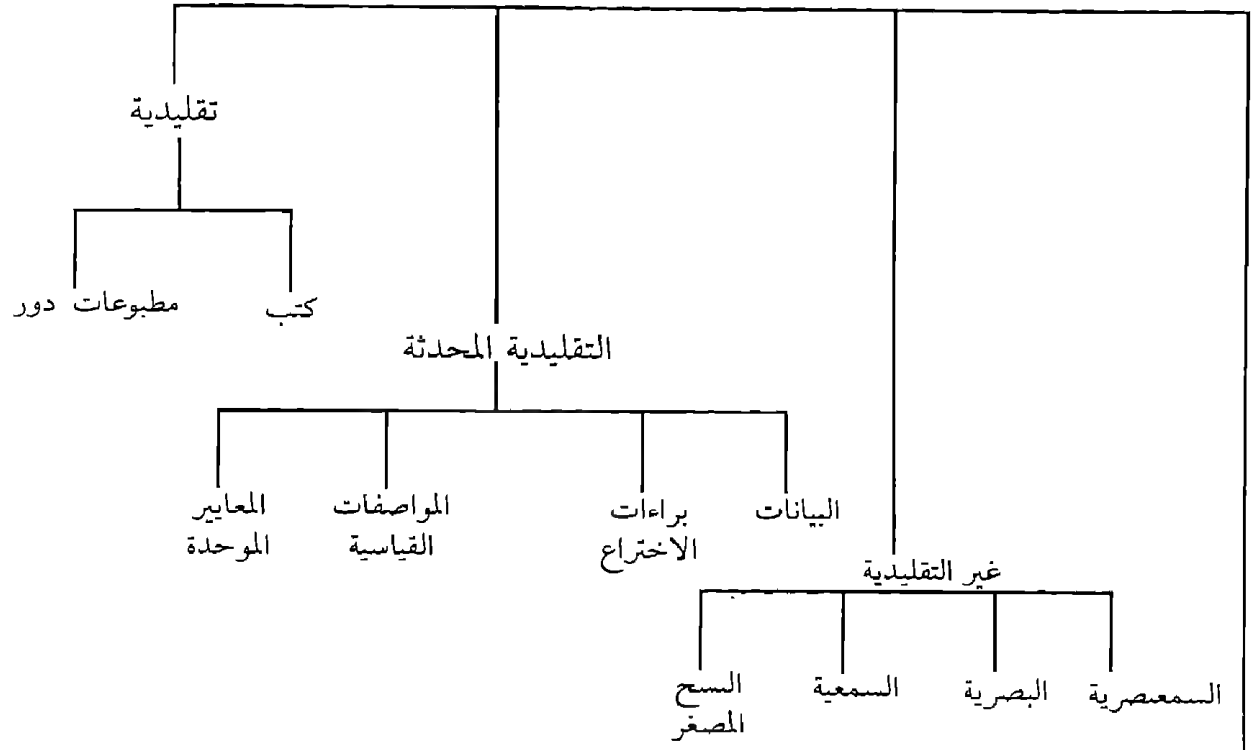 تقليدية
كتب
مطبوعات دور
التقليدية المحدثة
البيانات
براءات
الاختراع
المواصفات
القياسية
المعايير
الموحدة
غير التقليدية
السمعبصرية
البصرية
السمعية
النسخ
المصغر